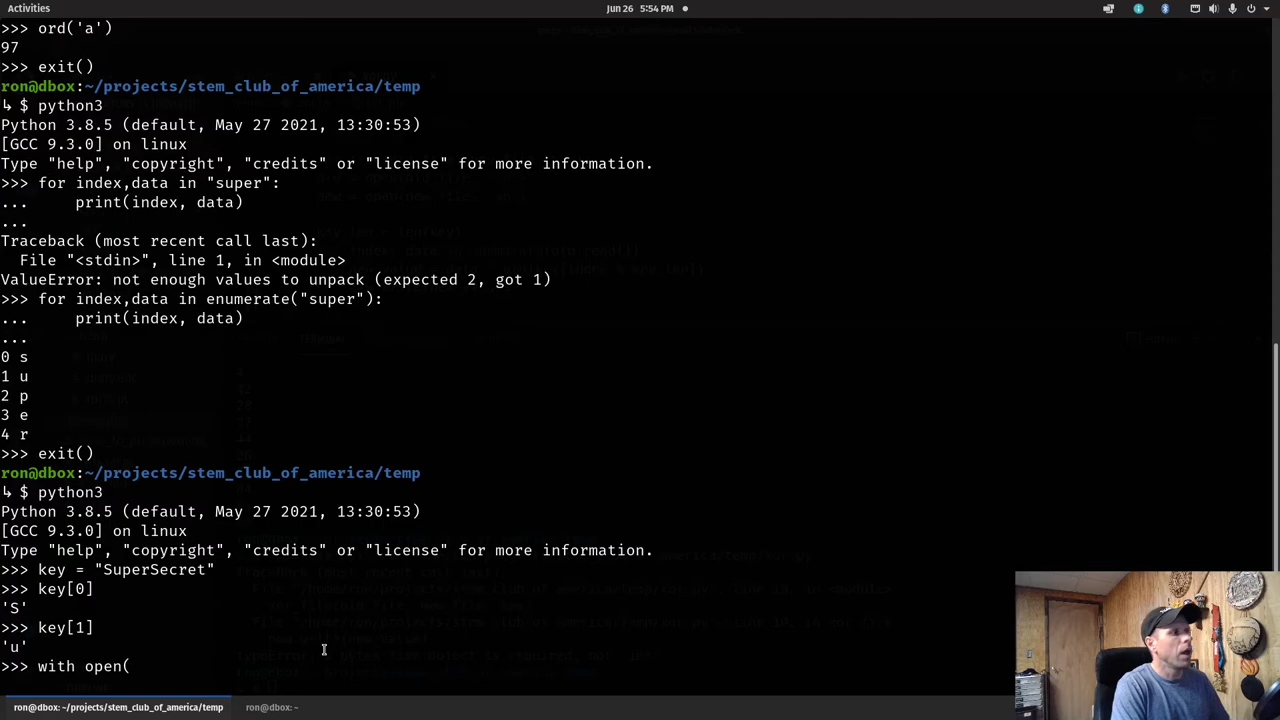 Activities
Jun 26 5:54 PM
>>> ord('a')
97
>>> exit()
ron@dbox:~/projects/stem_club_of_america/temp
↳ $ python3
Python 3.8.5 (default, May 27 2021, 13:30:53)
[GCC 9.3.0] on linux
Type "help", "copyright", "credits" or "license" for more information.
>>> for index,data in "super":
...     print(index, data)
...
Traceback (most recent call last):
  File "<stdin>", line 1, in <module>
ValueError: not enough values to unpack (expected 2, got 1)
>>> for index,data in enumerate("super"):
...     print(index, data)
...
0 s
1 u
2 p
3 e
4 r
>>> exit()
ron@dbox:~/projects/stem_club_of_america/temp
↳ $ python3
Python 3.8.5 (default, May 27 2021, 13:30:53)
[GCC 9.3.0] on linux
Type "help", "copyright", "credits" or "license" for more information.
>>> key = "SuperSecret"
>>> key[0]
'S'
>>> key[1]
'u'
>>> with open(
ron@dbox: ~/projects/stem_club_of_america/temp
ron@dbox: ~